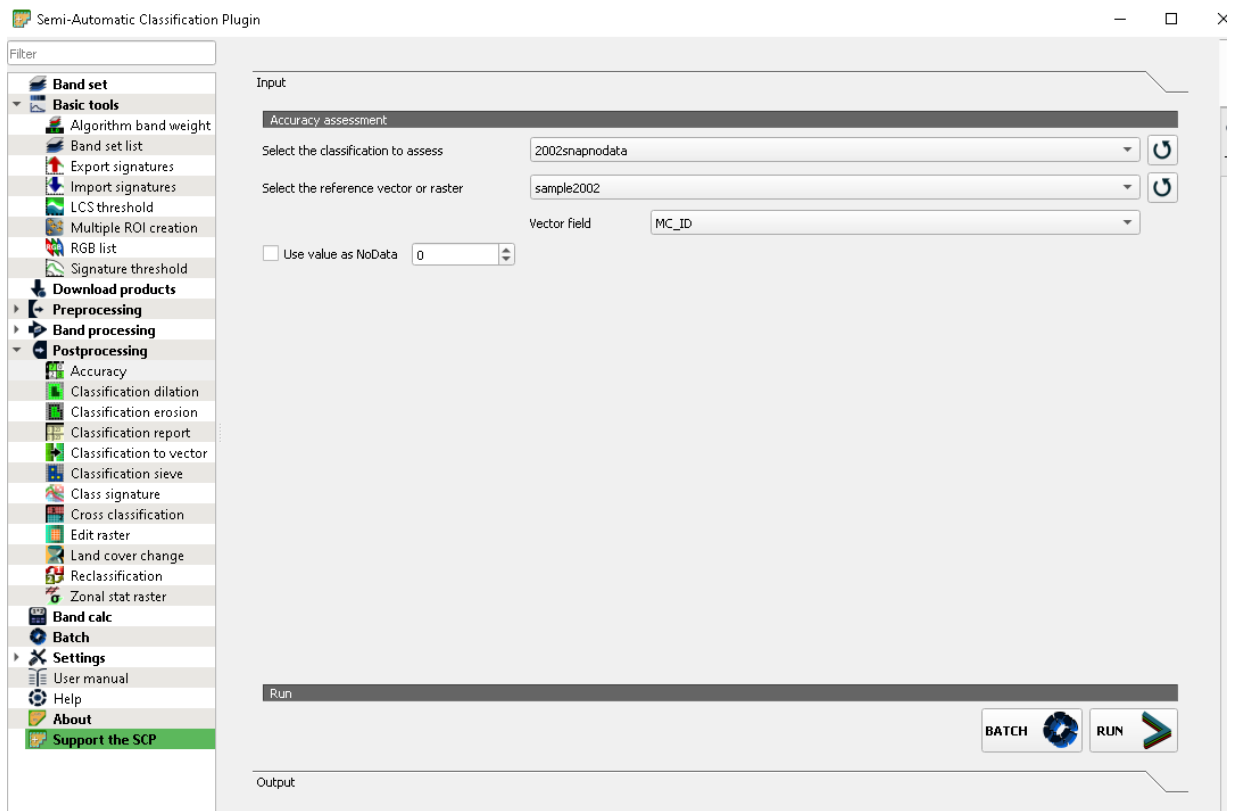 Semi-Automatic Classification Plugin
Filter
Band set
Basic tools
Algorithm band weight
Band set list
Export signatures
Import signatures
LCS threshold
Multiple ROI creation
RGB list
Signature threshold
Download products
Preprocessing
Band processing
Postprocessing
Accuracy
Classification dilation
Classification erosion
Classification report
Classification to vector
Classification sieve
Class signature
Cross classification
Edit raster
Land cover change
Reclassification
Zonal stat raster
Band calc
Batch
Settings
User manual
Help
About
Support the SCP
Input
Accuracy assessment
Select the classification to assess 2002snapnodata
Select the reference vector or raster sample2002
Vector field MC_ID
Use value as NoData 0
Run
BATCH RUN
Output